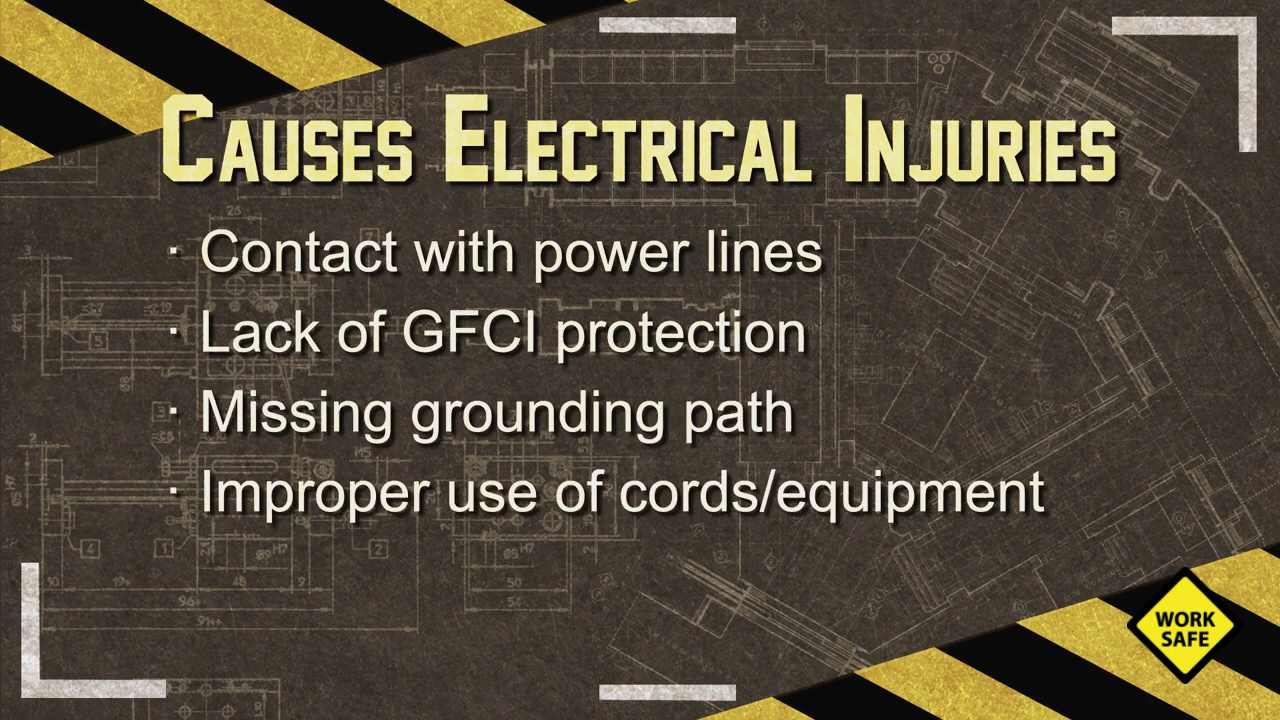 Causes Electrical Injuries
· Contact with power lines
· Lack of GFCI protection
· Missing grounding path
· Improper use of cords/equipment
WORK
SAFE